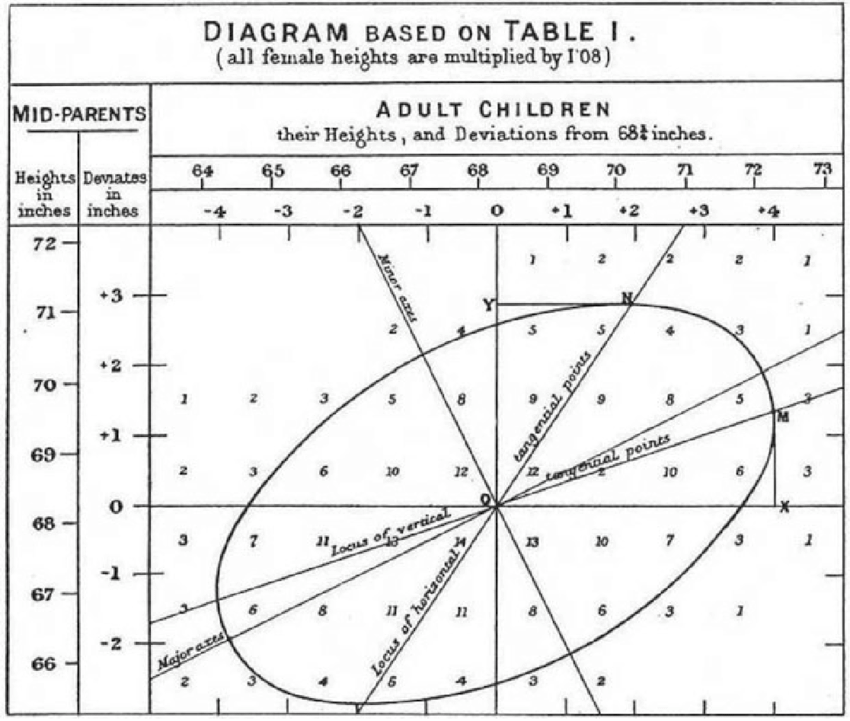 DIAGRAM BASED ON TABLE I.
(all female heights are multiplied by 1'08)
MID-PARENTS
ADULT CHILDREN
their Heights, and Deviations from 68¼ inches.
Heights in inches
Deviates in inches
64 65 66 67 68 69 70 71 72 73
-4 -3 -2 -1 0 +1 +2 +3 +4
72
1 2 2 2 1
Minor axes
+3
Y N
71
2 4 5 5 4 3 1
+2
70
1 2 3 5 8 9 9 8 5 3
tangencial points
M
+1
69
tangencial points
2 3 6 10 12 12 2 10 6 3
0
O X
68
Locus of vertical
3 7 11 13 14 13 10 7 3 1
-1
67
3 6 8 11 11 8 6 3 1
Locus of horizontal
-2
Major axes
66
2 3 4 5 4 3 2